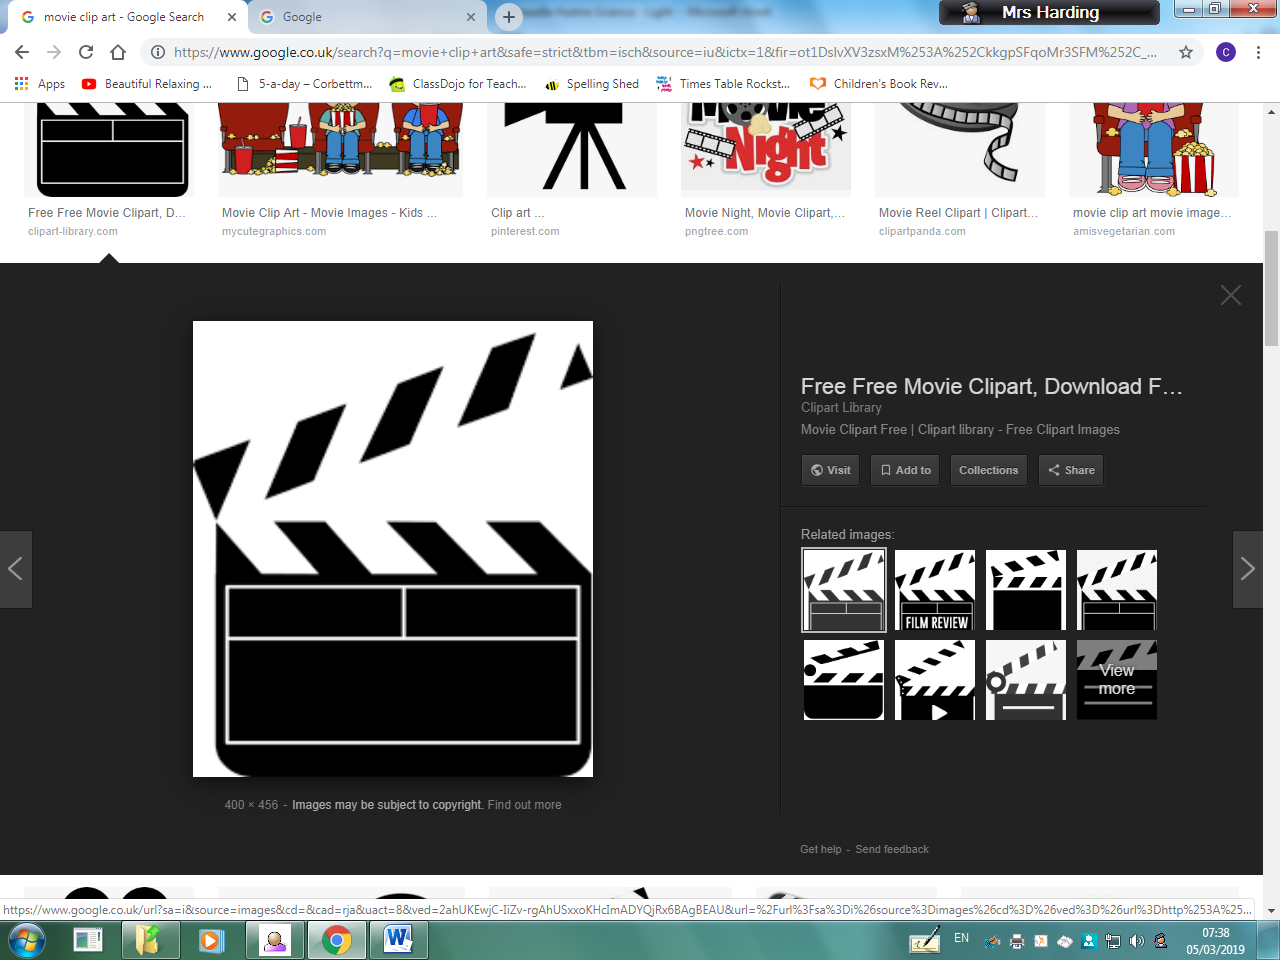 movie clip art - Google Search
Google
Mrs Harding
https://www.google.co.uk/search?q=movie+clip+art&safe=strict&tbm=isch&source=iu&ictx=1&fir=ot1DslvXV3zsxM%253A%252CkkgpSFqoMr3SFM%252C_...
C
Apps
Beautiful Relaxing ...
5-a-day – Corbettm...
ClassDojo for Teach...
Spelling Shed
Times Table Rockst...
Children's Book Rev...
Movie
Night
Free Free Movie Clipart, D...
clipart-library.com
Movie Clip Art - Movie Images - Kids ...
mycutegraphics.com
Clip art ...
pinterest.com
Movie Night, Movie Clipart,...
pngtree.com
Movie Reel Clipart | Clipart...
clipartpanda.com
movie clip art movie image...
amisvegetarian.com
Free Free Movie Clipart, Download F...
Clipart Library
Movie Clipart Free | Clipart library - Free Clipart Images
Visit
Add to
Collections
Share
Related images:
FILM REVIEW
View
more
400 × 456 - Images may be subject to copyright. Find out more
Get help - Send feedback
https://www.google.co.uk/url?sa=i&source=images&cd=&cad=rja&uact=8&ved=2ahUKEwjC-IiZv-rgAhUSxxoKHcImADYQjRx6BAgBEAU&url=%2Furl%3Fsa%3Di%26source%3Dimages%26cd%3D%26ved%3D%26url%3Dhttp%253A%25...
EN
07:38
05/03/2019